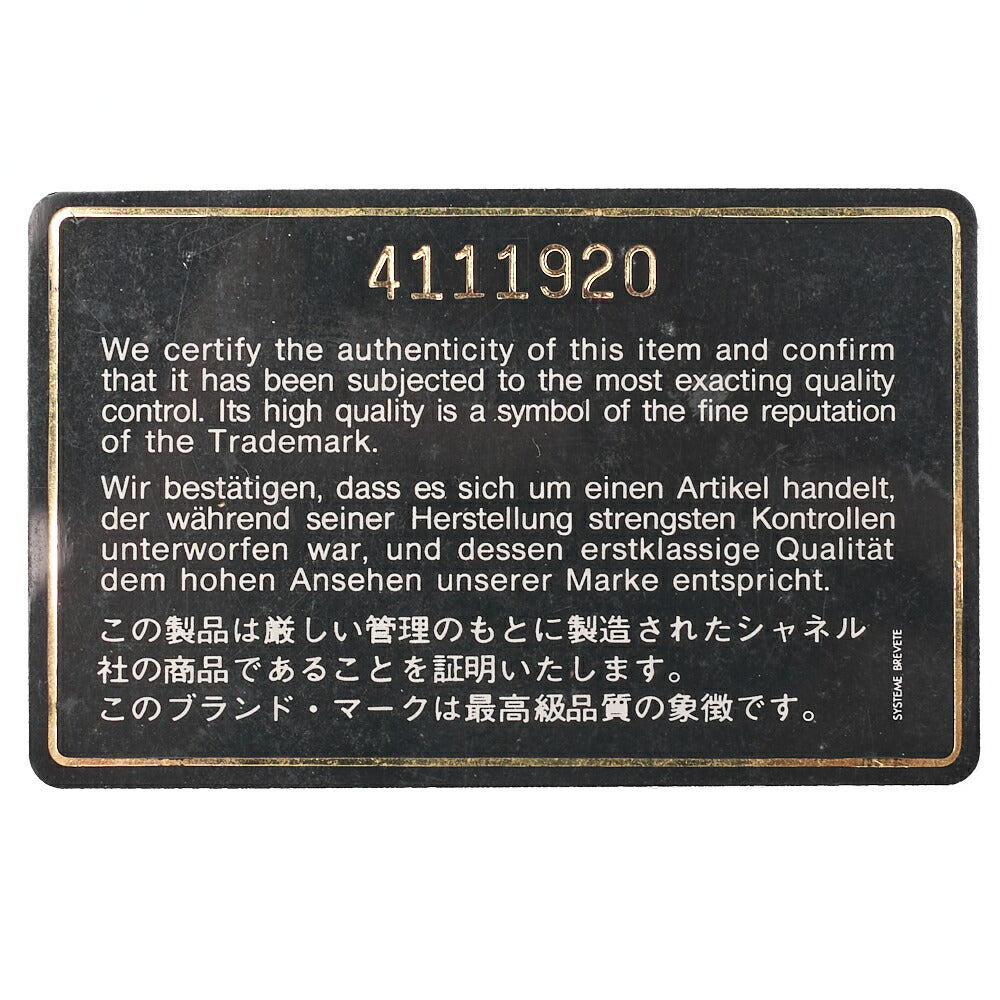 4111920
We certify the authenticity of this item and confirm
that it has been subjected to the most exacting quality
control. Its high quality is a symbol of the fine reputation
of the Trademark.
Wir bestätigen, dass es sich um einen Artikel handelt,
der während seiner Herstellung strengsten Kontrollen
unterworfen war, und dessen erstklassige Qualität
dem hohen Ansehen unserer Marke entspricht.
この製品は厳しい管理のもとに製造されたシャネル
社の商品であることを証明いたします。
このブランド・マークは最高級品質の象徴です。
SYSTEME BREVETE